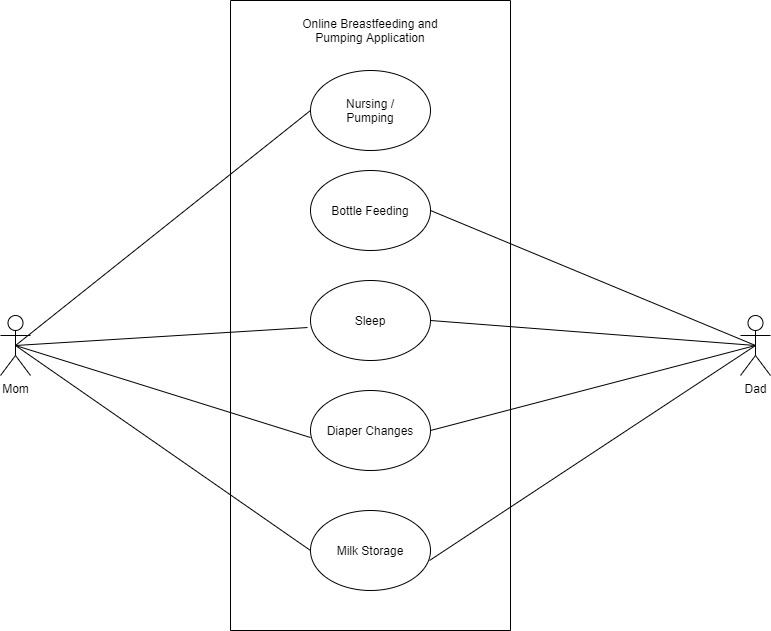 Online Breastfeeding and
Pumping Application
Nursing /
Pumping
Bottle Feeding
Sleep
Mom
Dad
Diaper Changes
Milk Storage